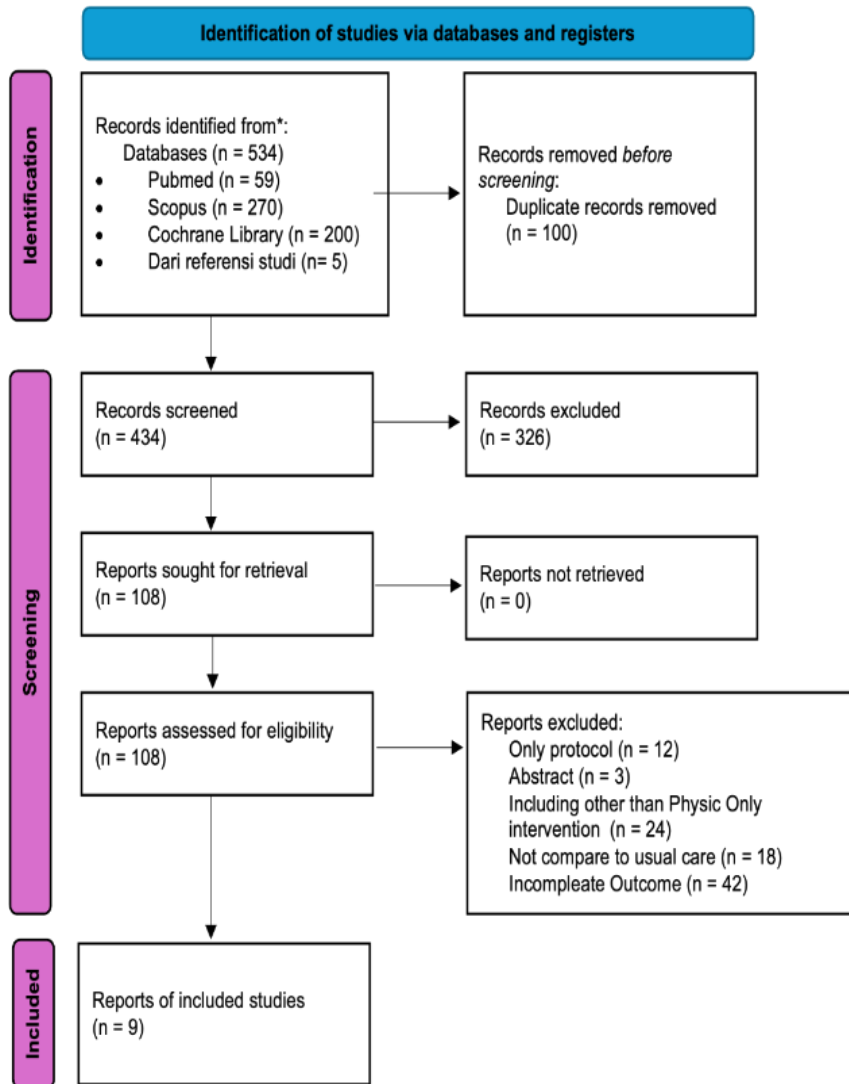 Identification of studies via databases and registers
Identification
Records identified from*:
Databases (n = 534)
• Pubmed (n = 59)
• Scopus (n = 270)
• Cochrane Library (n = 200)
• Dari referensi studi (n= 5)
Records removed before
screening:
Duplicate records removed
(n = 100)
Screening
Records screened
(n = 434)
Records excluded
(n = 326)
Reports sought for retrieval
(n = 108)
Reports not retrieved
(n = 0)
Reports assessed for eligibility
(n = 108)
Reports excluded:
Only protocol (n = 12)
Abstract (n = 3)
Including other than Physic Only
intervention (n = 24)
Not compare to usual care (n = 18)
Incompleate Outcome (n = 42)
Included
Reports of included studies
(n = 9)